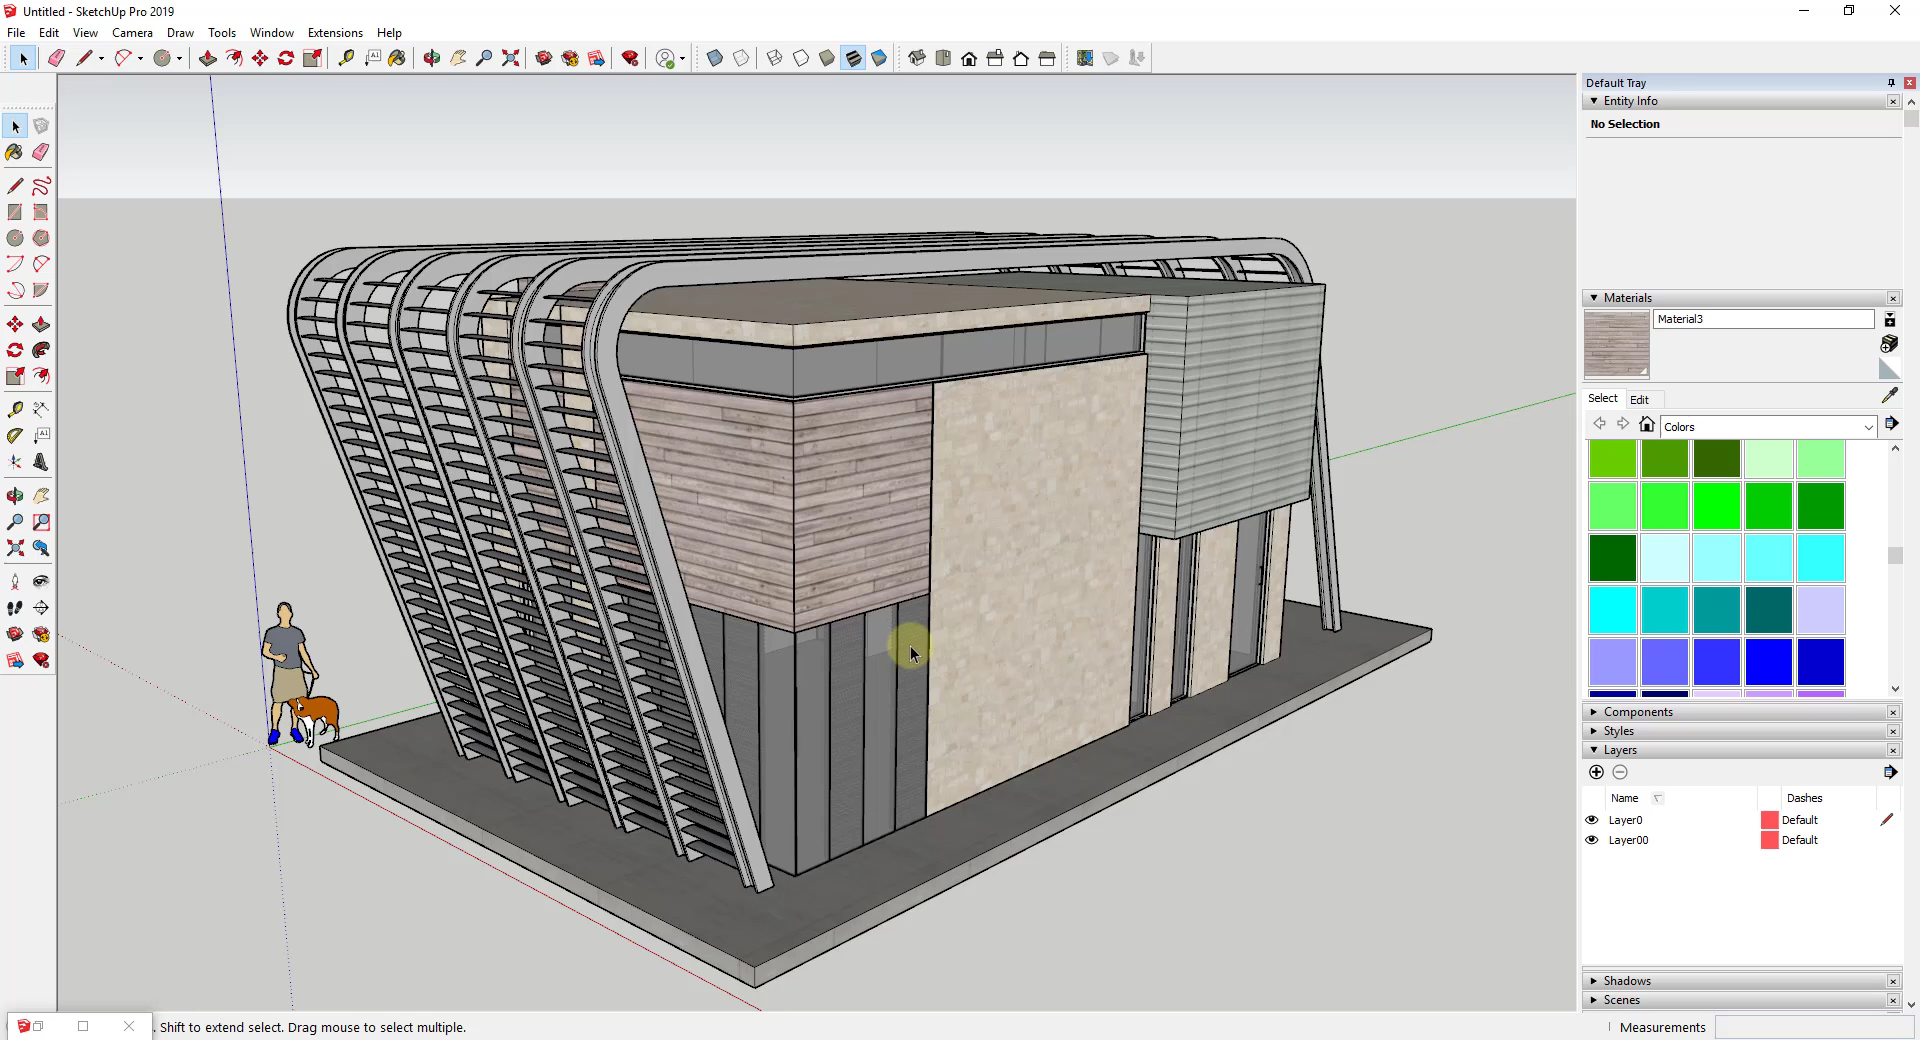 Untitled - SketchUp Pro 2019
File Edit View Camera Draw Tools Window Extensions Help
Default Tray
Entity Info
No Selection
Materials
Material3
Select Edit
Colors
Components
Styles
Layers
Name Dashes
Layer0 Default
Layer00 Default
Shadows
Scenes
. Shift to extend select. Drag mouse to select multiple.
Measurements